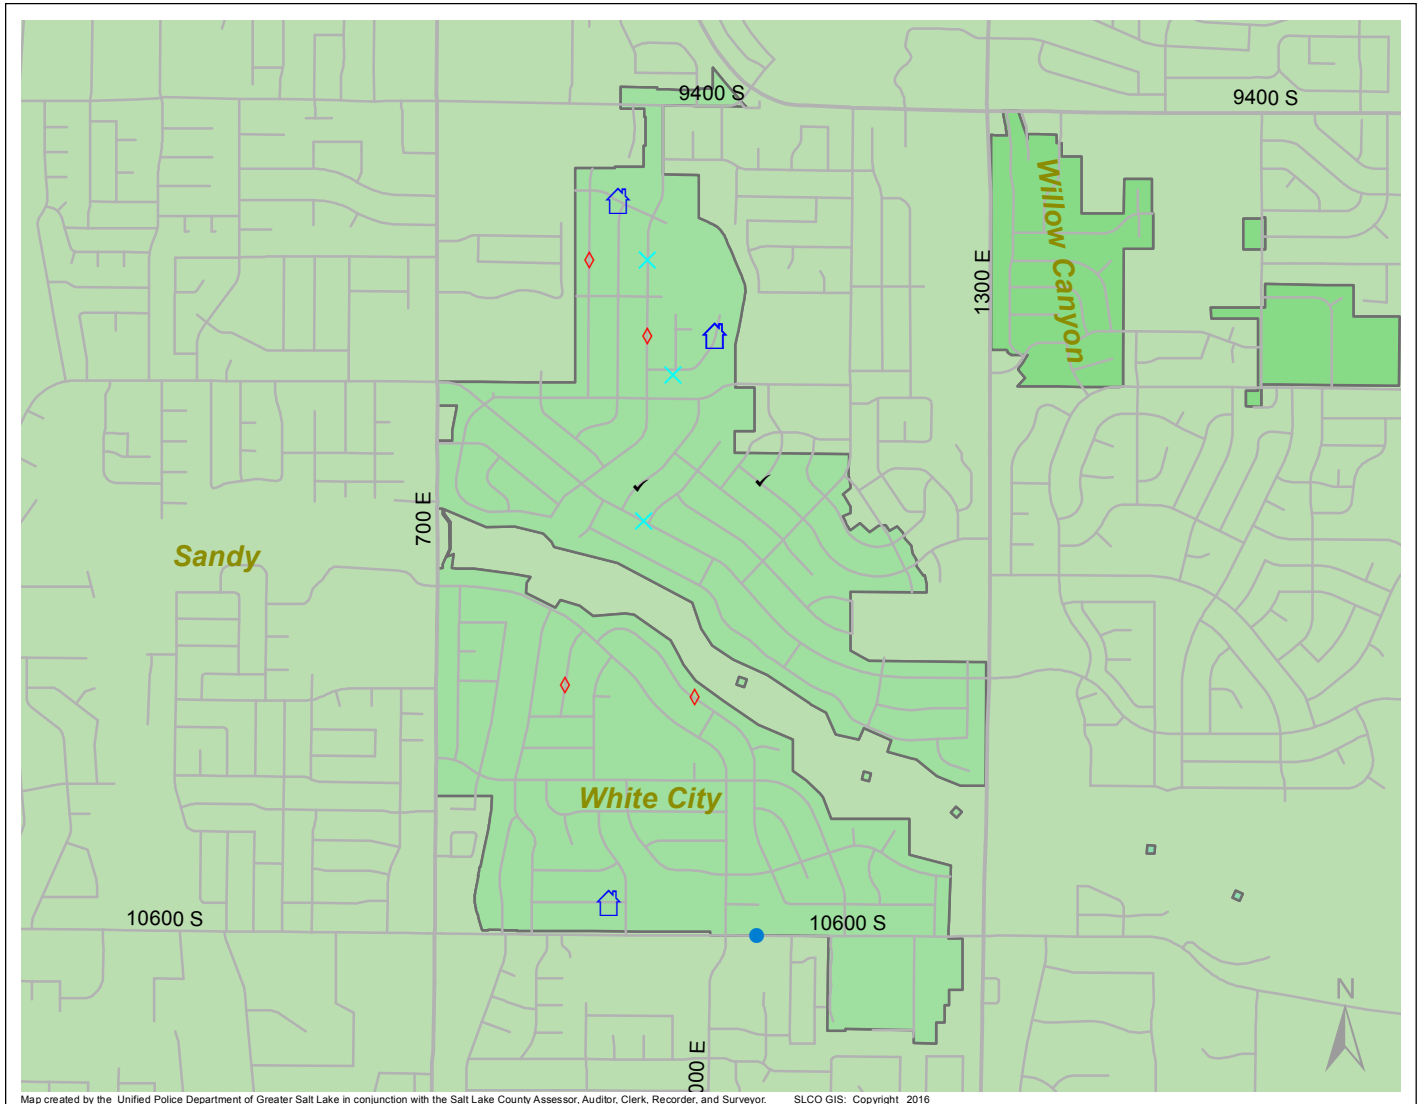 9400 S
9400 S
Willow Canyon
1300 E
700 E
Sandy
White City
10600 S
10600 S
N
000 E
Map created by the Unified Police Department of Greater Salt Lake in conjunction with the Salt Lake County Assessor, Auditor, Clerk, Recorder, and Surveyor. SLCO GIS: Copyright 2016